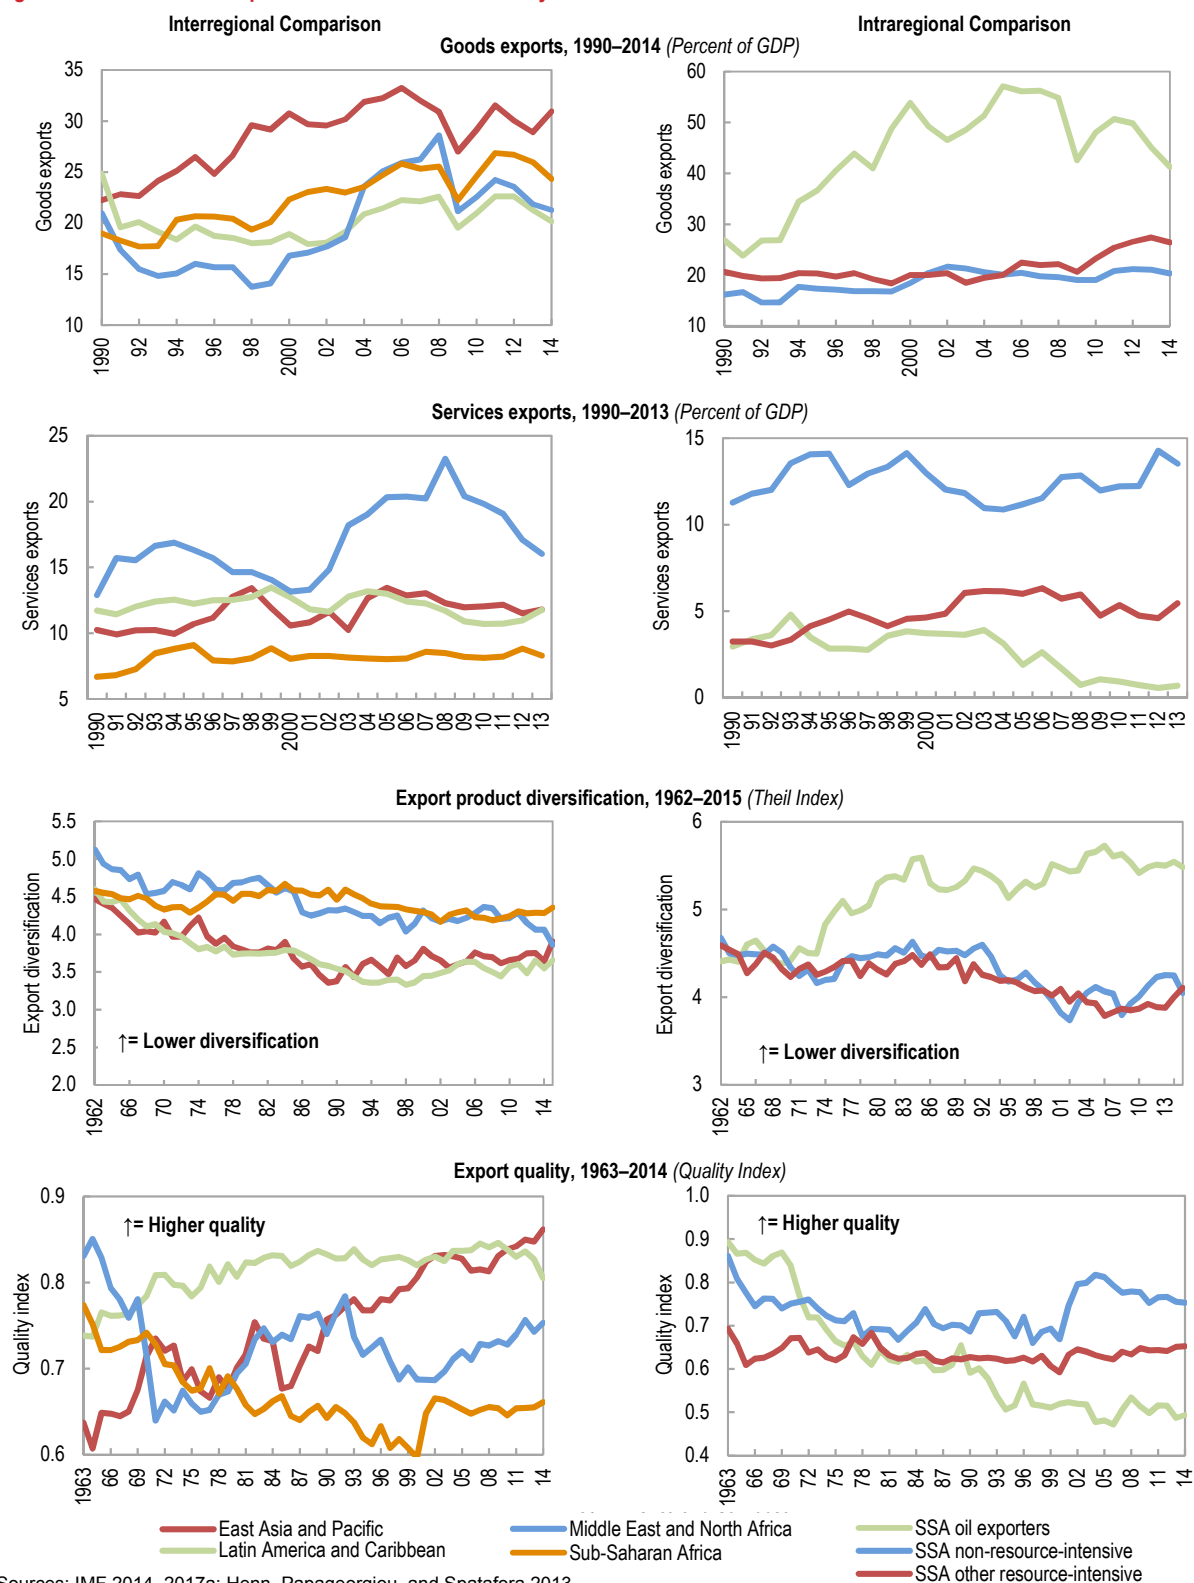 Interregional Comparison
Intraregional Comparison
Goods exports, 1990–2014 (Percent of GDP)
Goods exports
35
30
25
20
15
10
1990 92 94 96 98 2000 02 04 06 08 10 12 14
Goods exports
60
50
40
30
20
10
1990 92 94 96 98 2000 02 04 06 08 10 12 14
Services exports, 1990–2013 (Percent of GDP)
Services exports
25
20
15
10
5
1990 91 92 93 94 95 96 97 98 99 2000 01 02 03 04 05 06 07 08 09 10 11 12 13
Services exports
15
10
5
0
1990 91 92 93 94 95 96 97 98 99 2000 01 02 03 04 05 06 07 08 09 10 11 12 13
Export product diversification, 1962–2015 (Theil Index)
Export diversification
5.5
5.0
4.5
4.0
3.5
3.0
2.5
2.0
↑= Lower diversification
1962 66 70 74 78 82 86 90 94 98 02 06 10 14
Export diversification
6
5
4
3
↑= Lower diversification
1962 65 68 71 74 77 80 83 86 89 92 95 98 01 04 07 10 13
Export quality, 1963–2014 (Quality Index)
Quality index
0.9
0.8
0.7
0.6
↑= Higher quality
1963 66 69 72 75 78 81 84 87 90 93 96 99 02 05 08 11 14
Quality index
1.0
0.9
0.8
0.7
0.6
0.5
0.4
↑= Higher quality
1963 66 69 72 75 78 81 84 87 90 93 96 99 02 05 08 11 14
East Asia and Pacific
Latin America and Caribbean
Middle East and North Africa
Sub-Saharan Africa
SSA oil exporters
SSA non-resource-intensive
SSA other resource-intensive
Sources: IMF 2014, 2017a; Henn, Papageorgiou, and Spatafora 2013